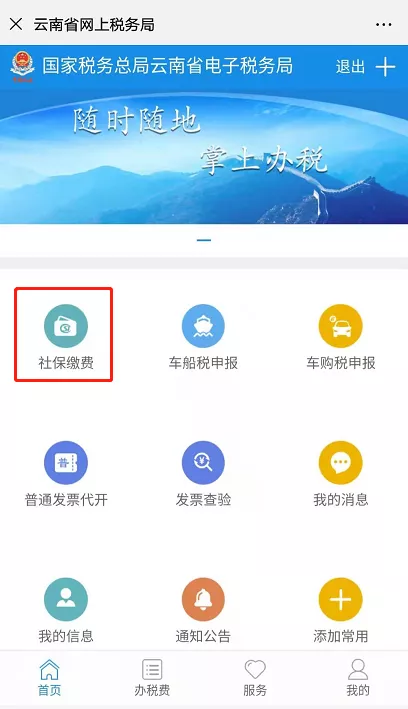 云南省网上税务局
国家税务总局云南省电子税务局
退出
随时随地
掌上办税
社保缴费
车船税申报
车购税申报
普
普通发票代开
发票查验
我的消息
我的信息
通知公告
添加常用
首页
办税费
服务
我的